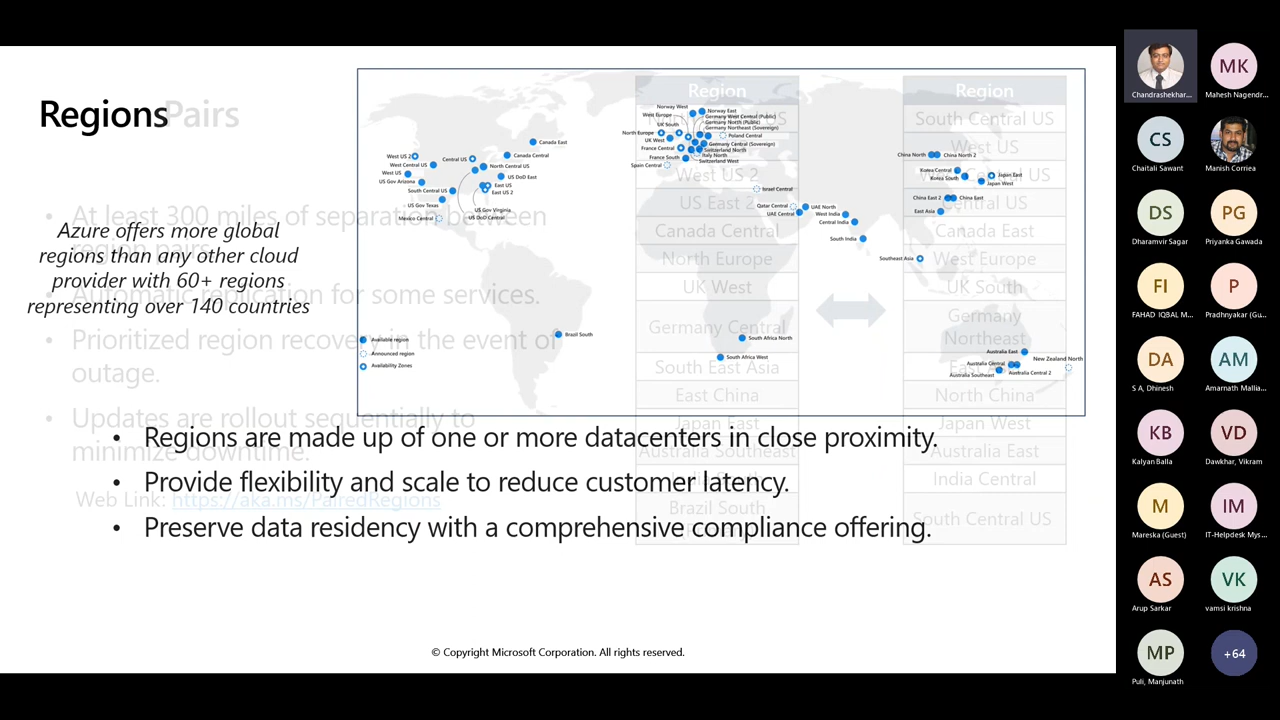 Regions
Pairs
Azure offers more global
regions than any other cloud
provider with 60+ regions
representing over 140 countries
At least 300 miles of separation between
region pairs.
Automatic replication for some services.
Prioritized region recovery in the event of
outage.
Updates are rollout sequentially to
minimize downtime.
Web Link: https://aka.ms/PairedRegions
West US 2
West Central US
West US
US Gov Arizona
South Central US
US Gov Texas
Mexico Central
Central US
Canada East
Canada Central
North Central US
US DoD East
East US
East US 2
US Gov Virginia
US DoD Central
Brazil South
Available region
Announced region
Availability Zones
Norway West
West Europe
UK South
North Europe
UK West
France Central
France South
Spain Central
Norway East
Germany West Central (Public)
Germany North (Public)
Germany Northeast (Sovereign)
Poland Central
Germany Central (Sovereign)
Switzerland North
Italy North
Switzerland West
Israel Central
Qatar Central
UAE North
UAE Central
West India
Central India
South India
South Africa North
South Africa West
China North
China North 2
Korea Central
Korea South
Japan East
Japan West
China East 2
China East
East Asia
Southeast Asia
Australia East
New Zealand North
Australia Central
Australia Central 2
Australia Southeast
Region
West US 2
US East 2
Canada Central
North Europe
UK West
Germany Central
South East Asia
East China
Japan East
Australia Southeast
India South
Brazil South
Region
South Central US
West US
Central US
Canada East
West Europe
UK South
Germany
Northeast
North China
Japan West
Australia East
India Central
South Central US
• Regions are made up of one or more datacenters in close proximity.
• Provide flexibility and scale to reduce customer latency.
• Preserve data residency with a comprehensive compliance offering.
© Copyright Microsoft Corporation. All rights reserved.
Chandrashekhar...
MK
Mahesh Nagendr...
CS
Chaitali Sawant
Manish Corriea
DS
Dharamvir Sagar
PG
Priyanka Gawada
FI
FAHAD IQBAL M...
P
Pradhnyakar (Gu...
DA
S A, Dhinesh
AM
Amarnath Mallia...
KB
Kalyan Balla
VD
Dawkhar, Vikram
M
Mareska (Guest)
IM
IT-Helpdesk Mys...
AS
Arup Sarkar
VK
vamsi krishna
MP
Puli, Manjunath
+64